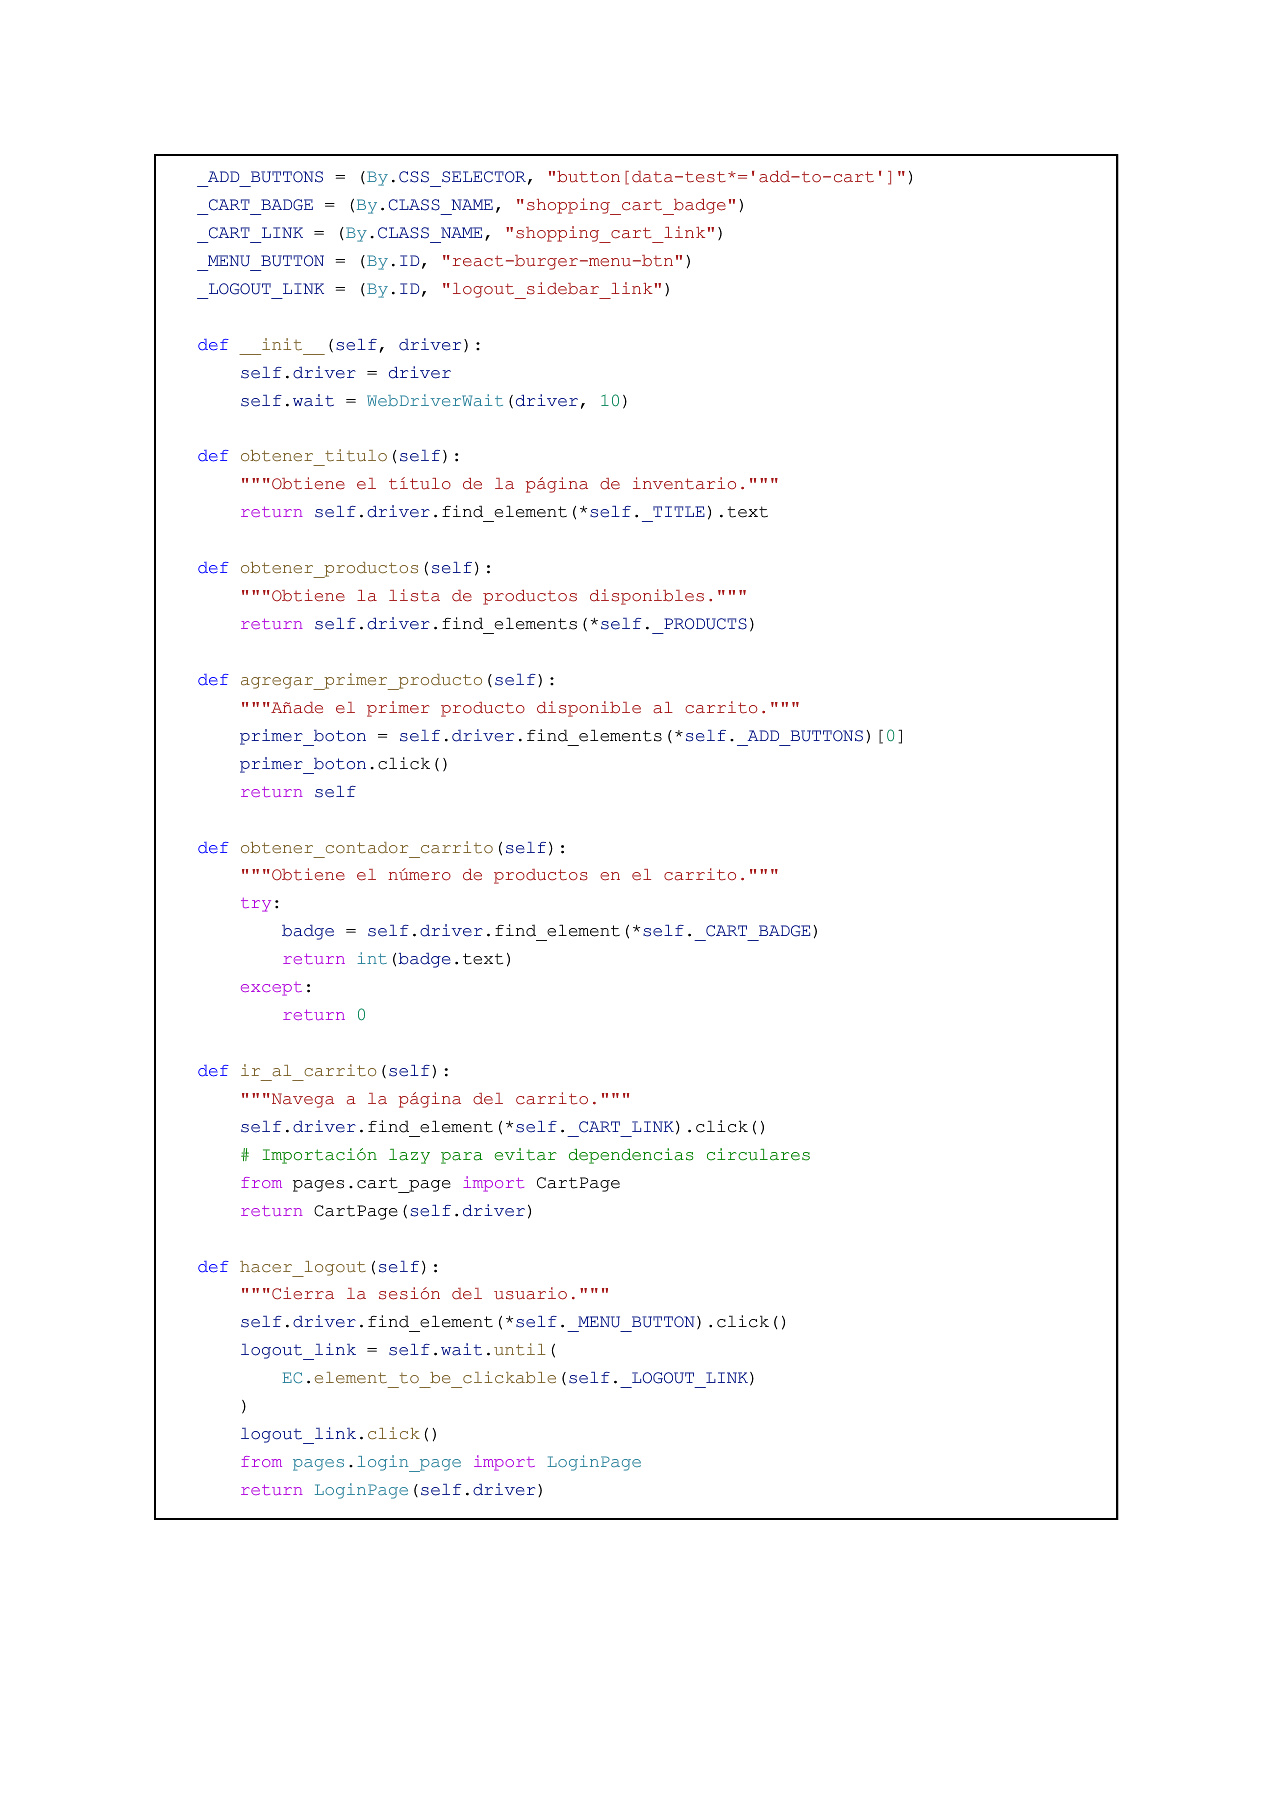 _ADD_BUTTONS = (By.CSS_SELECTOR, "button[data-test*='add-to-cart']")
_CART_BADGE = (By.CLASS_NAME, "shopping_cart_badge")
_CART_LINK = (By.CLASS_NAME, "shopping_cart_link")
_MENU_BUTTON = (By.ID, "react-burger-menu-btn")
_LOGOUT_LINK = (By.ID, "logout_sidebar_link")

def __init__(self, driver):
    self.driver = driver
    self.wait = WebDriverWait(driver, 10)

def obtener_titulo(self):
    """Obtiene el título de la página de inventario."""
    return self.driver.find_element(*self._TITLE).text

def obtener_productos(self):
    """Obtiene la lista de productos disponibles."""
    return self.driver.find_elements(*self._PRODUCTS)

def agregar_primer_producto(self):
    """Añade el primer producto disponible al carrito."""
    primer_boton = self.driver.find_elements(*self._ADD_BUTTONS)[0]
    primer_boton.click()
    return self

def obtener_contador_carrito(self):
    """Obtiene el número de productos en el carrito."""
    try:
        badge = self.driver.find_element(*self._CART_BADGE)
        return int(badge.text)
    except:
        return 0

def ir_al_carrito(self):
    """Navega a la página del carrito."""
    self.driver.find_element(*self._CART_LINK).click()
    # Importación lazy para evitar dependencias circulares
    from pages.cart_page import CartPage
    return CartPage(self.driver)

def hacer_logout(self):
    """Cierra la sesión del usuario."""
    self.driver.find_element(*self._MENU_BUTTON).click()
    logout_link = self.wait.until(
        EC.element_to_be_clickable(self._LOGOUT_LINK)
    )
    logout_link.click()
    from pages.login_page import LoginPage
    return LoginPage(self.driver)